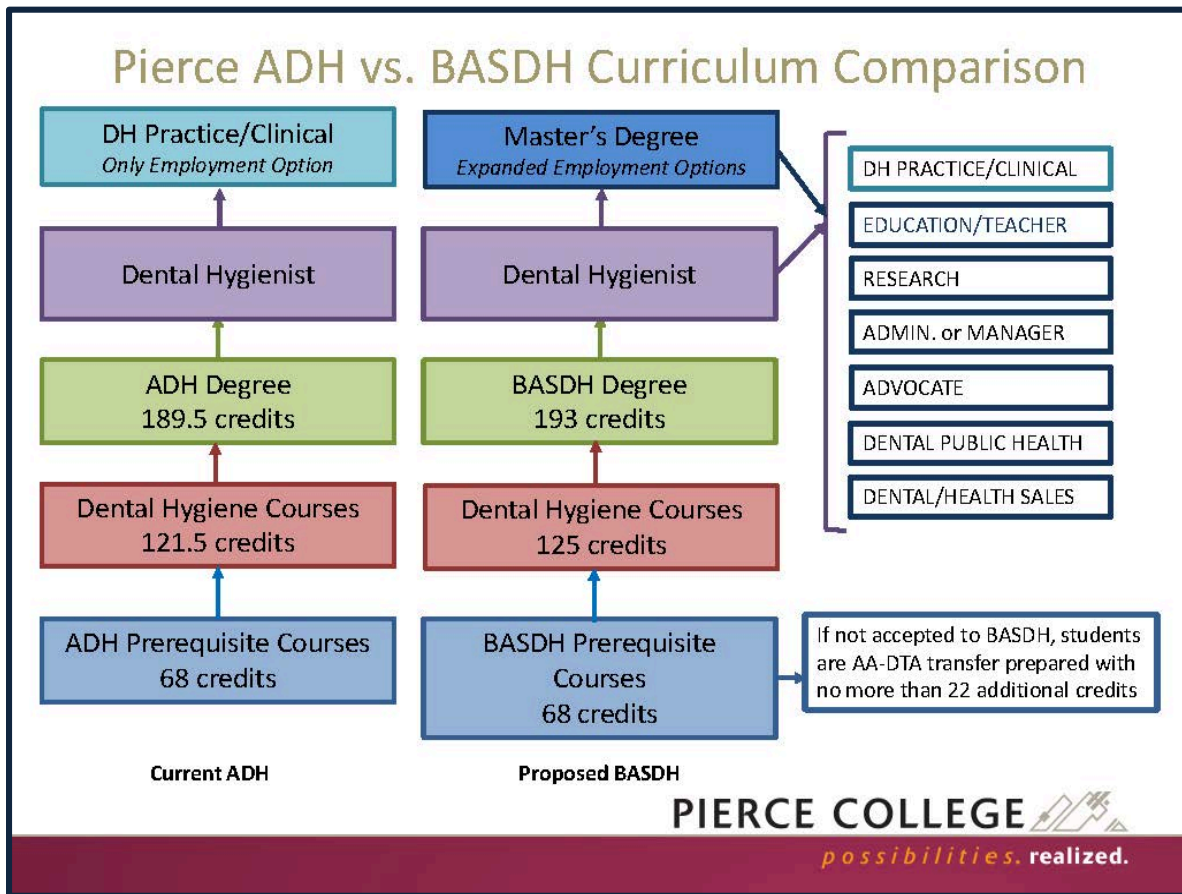 Pierce ADH vs. BASDH Curriculum Comparison
DH Practice/Clinical
Only Employment Option
Dental Hygienist
ADH Degree
189.5 credits
Dental Hygiene Courses
121.5 credits
ADH Prerequisite Courses
68 credits
Current ADH
Master's Degree
Expanded Employment Options
Dental Hygienist
BASDH Degree
193 credits
Dental Hygiene Courses
125 credits
BASDH Prerequisite
Courses
68 credits
Proposed BASDH
DH PRACTICE/CLINICAL
EDUCATION/TEACHER
RESEARCH
ADMIN. or MANAGER
ADVOCATE
DENTAL PUBLIC HEALTH
DENTAL/HEALTH SALES
If not accepted to BASDH, students
are AA-DTA transfer prepared with
no more than 22 additional credits
PIERCE COLLEGE
possibilities. realized.